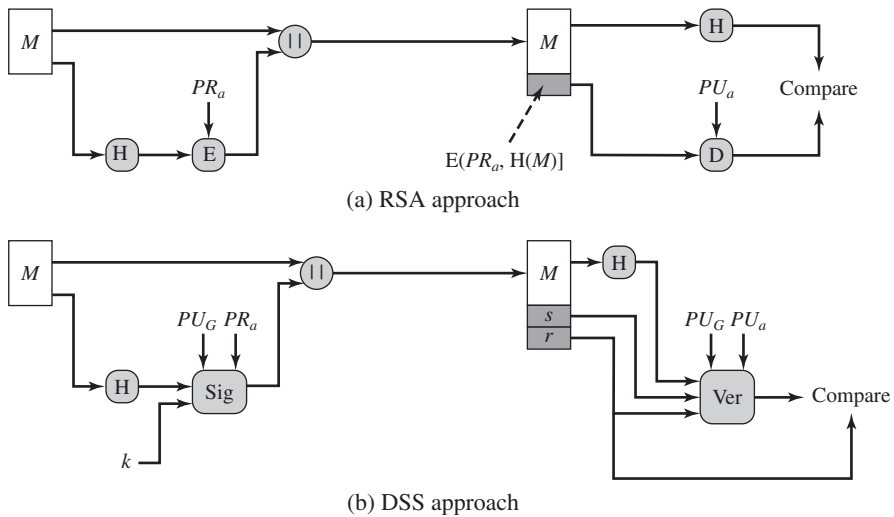 M
||
PR_a
H
E
M
H
PU_a
Compare
D
E(PR_a, H(M)]
(a) RSA approach
M
||
PU_G PR_a
H
Sig
k
M
H
s
r
PU_G PU_a
Ver
Compare
(b) DSS approach